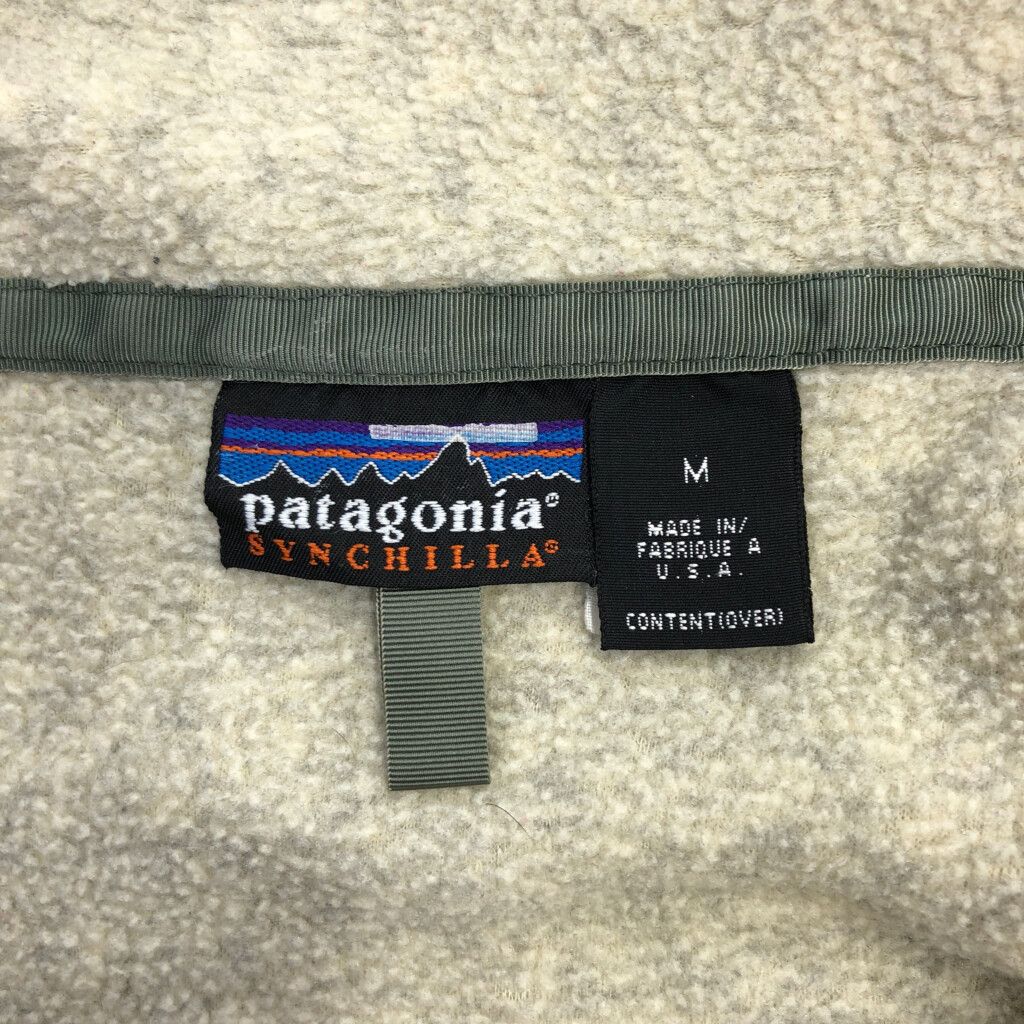 patagonia®
SYNCHILLA®
M
MADE IN/
FABRIQUE A
U.S.A.
CONTENT(OVER)